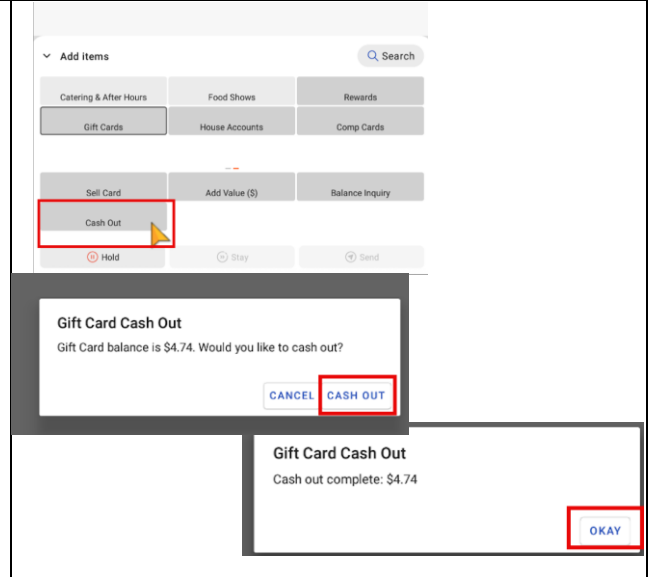 Add items
Search
Catering & After Hours Food Shows Rewards
Gift Cards House Accounts Comp Cards
Sell Card Add Value ($) Balance Inquiry
Cash Out
Hold Stay Send
Gift Card Cash Out
Gift Card balance is $4.74. Would you like to cash out?
CANCEL CASH OUT
Gift Card Cash Out
Cash out complete: $4.74
OKAY